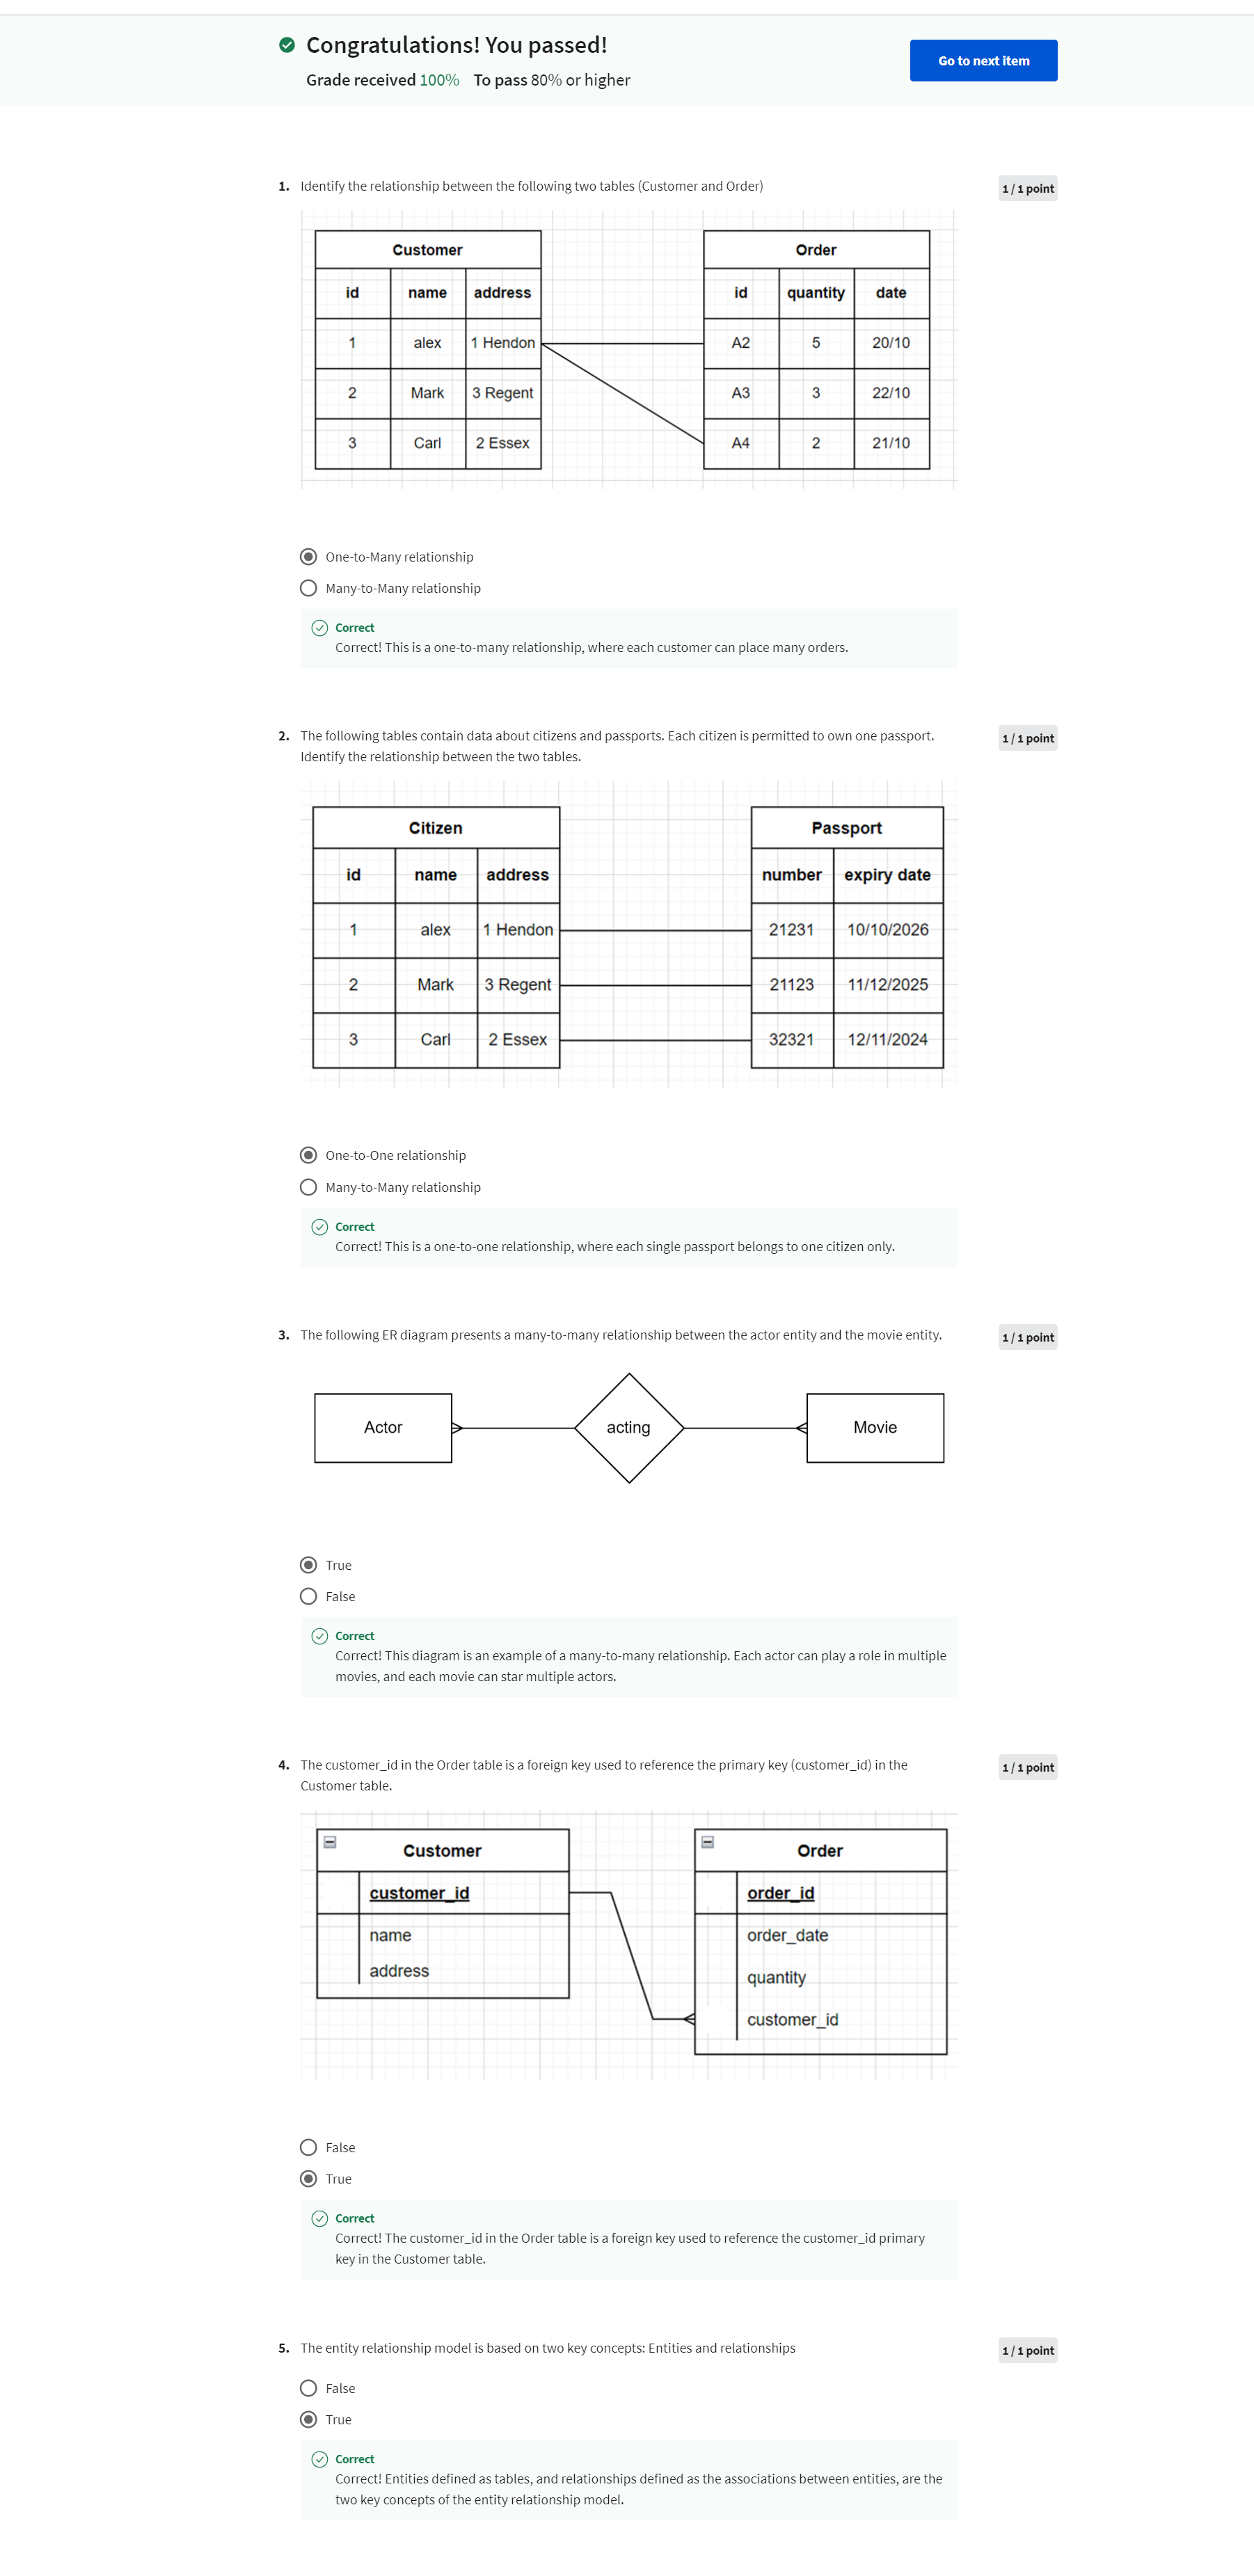 Congratulations! You passed!
Grade received 100% To pass 80% or higher
Go to next item
1. Identify the relationship between the following two tables (Customer and Order)
1 / 1 point
Customer
id name address
1 alex 1 Hendon
2 Mark 3 Regent
3 Carl 2 Essex
Order
id quantity date
A2 5 20/10
A3 3 22/10
A4 2 21/10
One-to-Many relationship
Many-to-Many relationship
Correct
Correct! This is a one-to-many relationship, where each customer can place many orders.
2. The following tables contain data about citizens and passports. Each citizen is permitted to own one passport.
Identify the relationship between the two tables.
1 / 1 point
Citizen
id name address
1 alex 1 Hendon
2 Mark 3 Regent
3 Carl 2 Essex
Passport
number expiry date
21231 10/10/2026
21123 11/12/2025
32321 12/11/2024
One-to-One relationship
Many-to-Many relationship
Correct
Correct! This is a one-to-one relationship, where each single passport belongs to one citizen only.
3. The following ER diagram presents a many-to-many relationship between the actor entity and the movie entity.
1 / 1 point
Actor
acting
Movie
True
False
Correct
Correct! This diagram is an example of a many-to-many relationship. Each actor can play a role in multiple
movies, and each movie can star multiple actors.
4. The customer_id in the Order table is a foreign key used to reference the primary key (customer_id) in the
Customer table.
1 / 1 point
Customer
customer_id
name
address
Order
order_id
order_date
quantity
customer_id
False
True
Correct
Correct! The customer_id in the Order table is a foreign key used to reference the customer_id primary
key in the Customer table.
5. The entity relationship model is based on two key concepts: Entities and relationships
1 / 1 point
False
True
Correct
Correct! Entities defined as tables, and relationships defined as the associations between entities, are the
two key concepts of the entity relationship model.